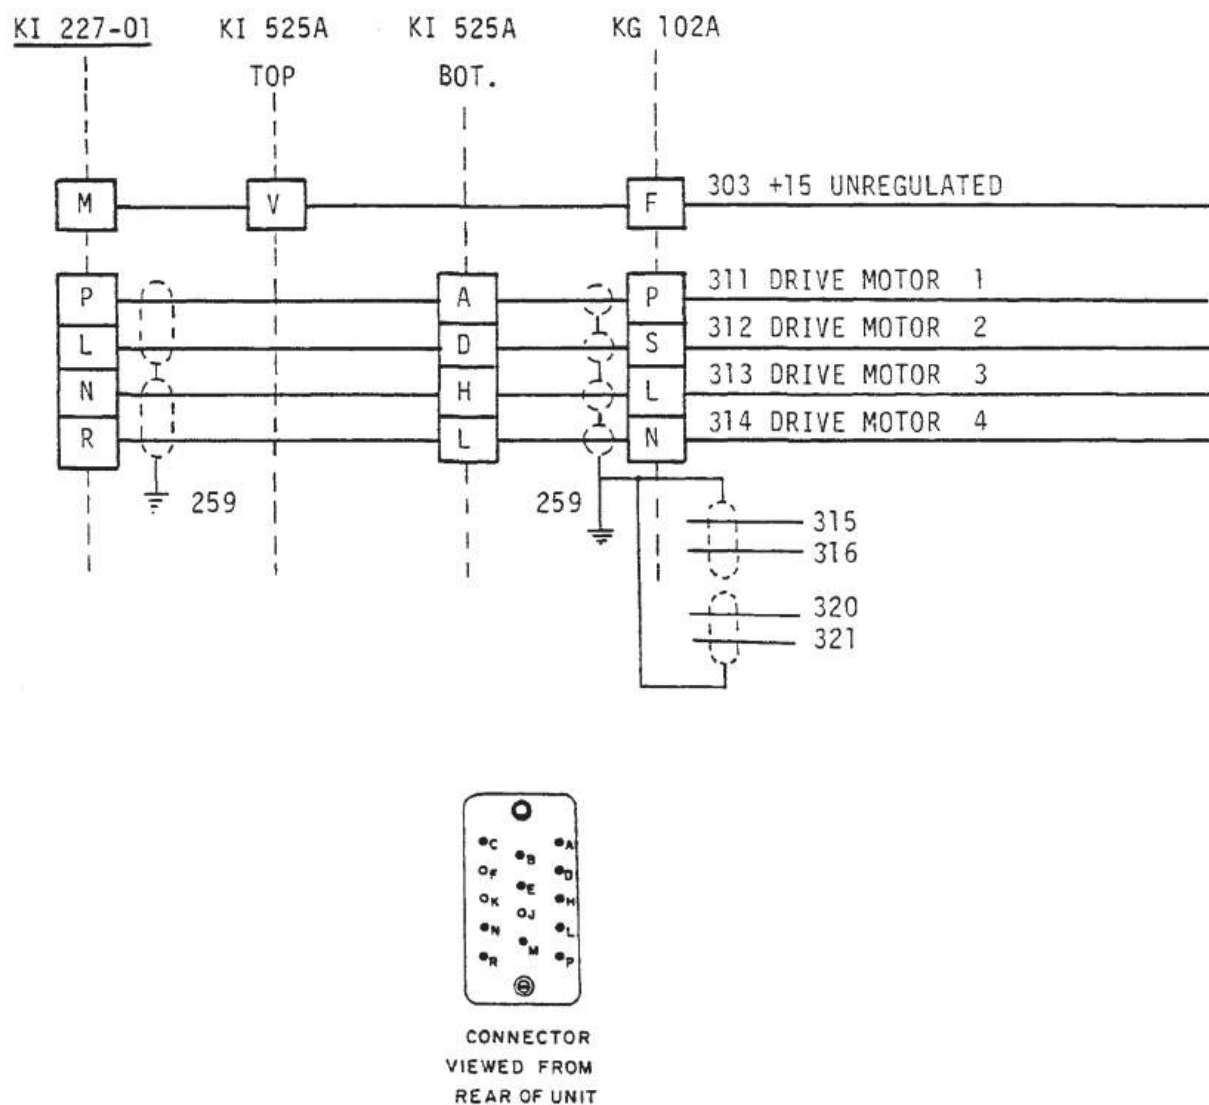 KI 227-01 KI 525A KI 525A KG 102A
TOP BOT.
M V F 303 +15 UNREGULATED
P A P 311 DRIVE MOTOR 1
L D S 312 DRIVE MOTOR 2
N H L 313 DRIVE MOTOR 3
R L N 314 DRIVE MOTOR 4
259 259
315
316
320
321
C B A
F E D
K J H
N M L
R P
CONNECTOR
VIEWED FROM
REAR OF UNIT